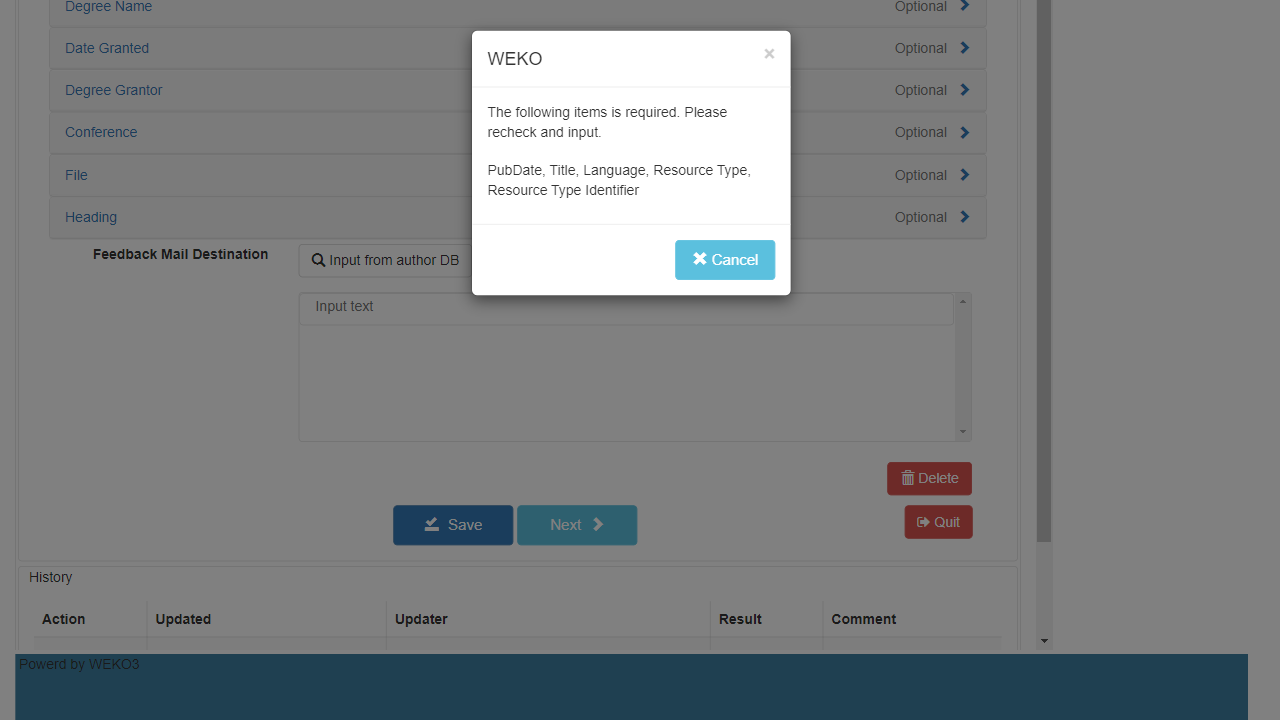 Degree Name Optional
Date Granted Optional
Degree Grantor Optional
Conference Optional
File Optional
Heading Optional
WEKO ×
The following items is required. Please
recheck and input.
PubDate, Title, Language, Resource Type,
Resource Type Identifier
Cancel
Feedback Mail Destination Input from author DB
Input text
Delete
Save Next Quit
History
Action Updated Updater Result Comment
Powerd by WEKO3